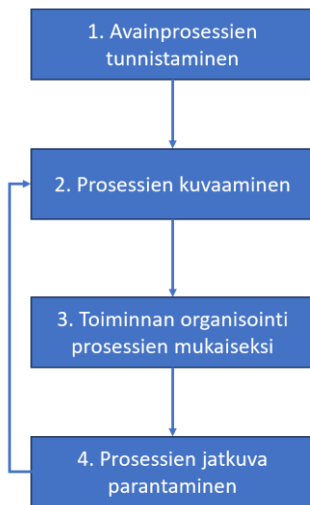 1. Avainprosessien
tunnistaminen
2. Prosessien kuvaaminen
3. Toiminnan organisointi
prosessien mukaiseksi
4. Prosessien jatkuva
parantaminen